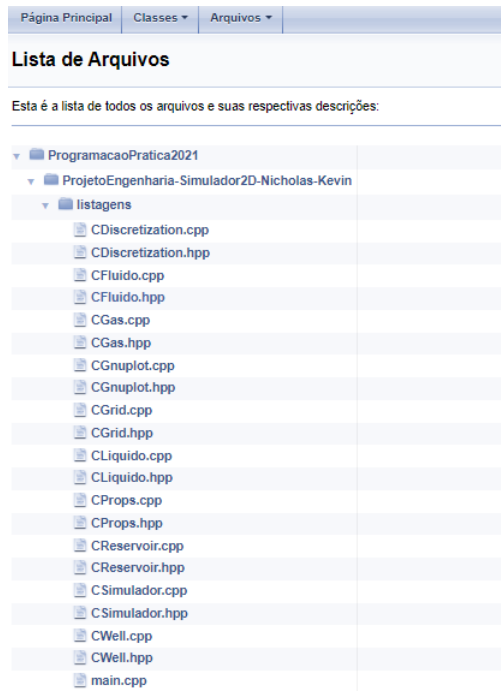 Página Principal Classes Arquivos
Lista de Arquivos
Esta é a lista de todos os arquivos e suas respectivas descrições:
ProgramacaoPratica2021
ProjetoEngenharia-Simulador2D-Nicholas-Kevin
listagens
CDiscretization.cpp
CDiscretization.hpp
CFluido.cpp
CFluido.hpp
CGas.cpp
CGas.hpp
CGnuplot.cpp
CGnuplot.hpp
CGrid.cpp
CGrid.hpp
CLiquido.cpp
CLiquido.hpp
CProps.cpp
CProps.hpp
CReservoir.cpp
CReservoir.hpp
CSimulador.cpp
CSimulador.hpp
CWell.cpp
CWell.hpp
main.cpp